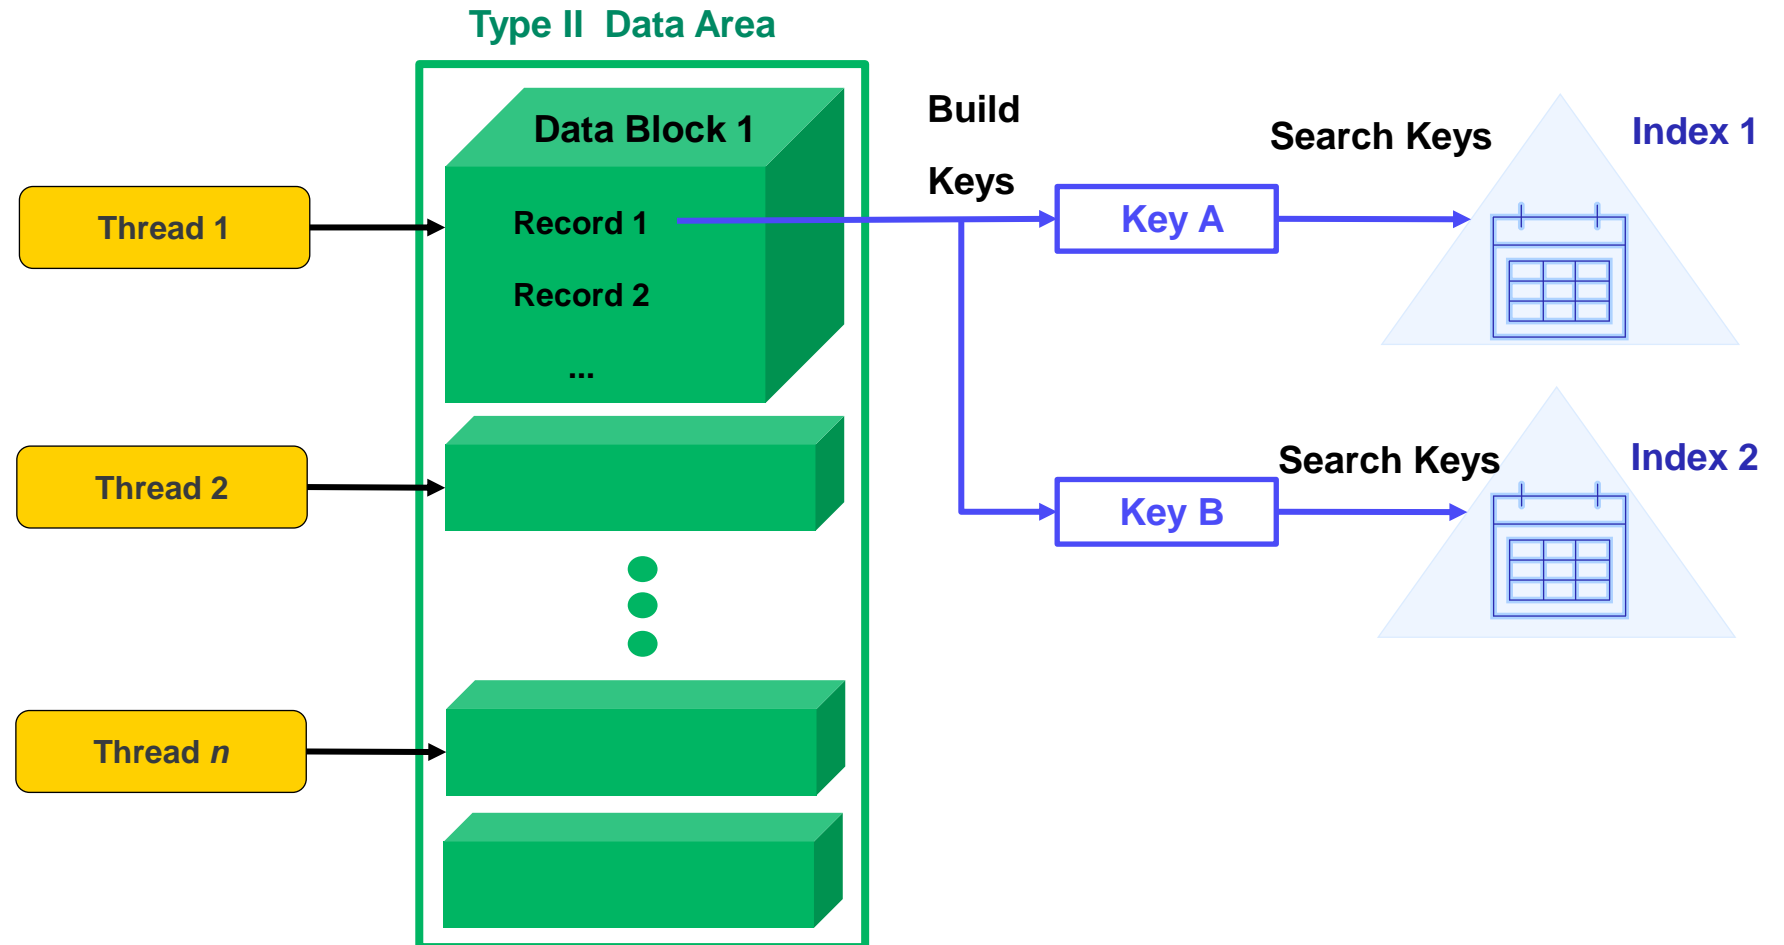 Type II Data Area
Data Block 1
Record 1
Record 2
...
Thread 1
Thread 2
Thread n
Build
Keys
Key A
Search Keys
Index 1
Key B
Search Keys
Index 2